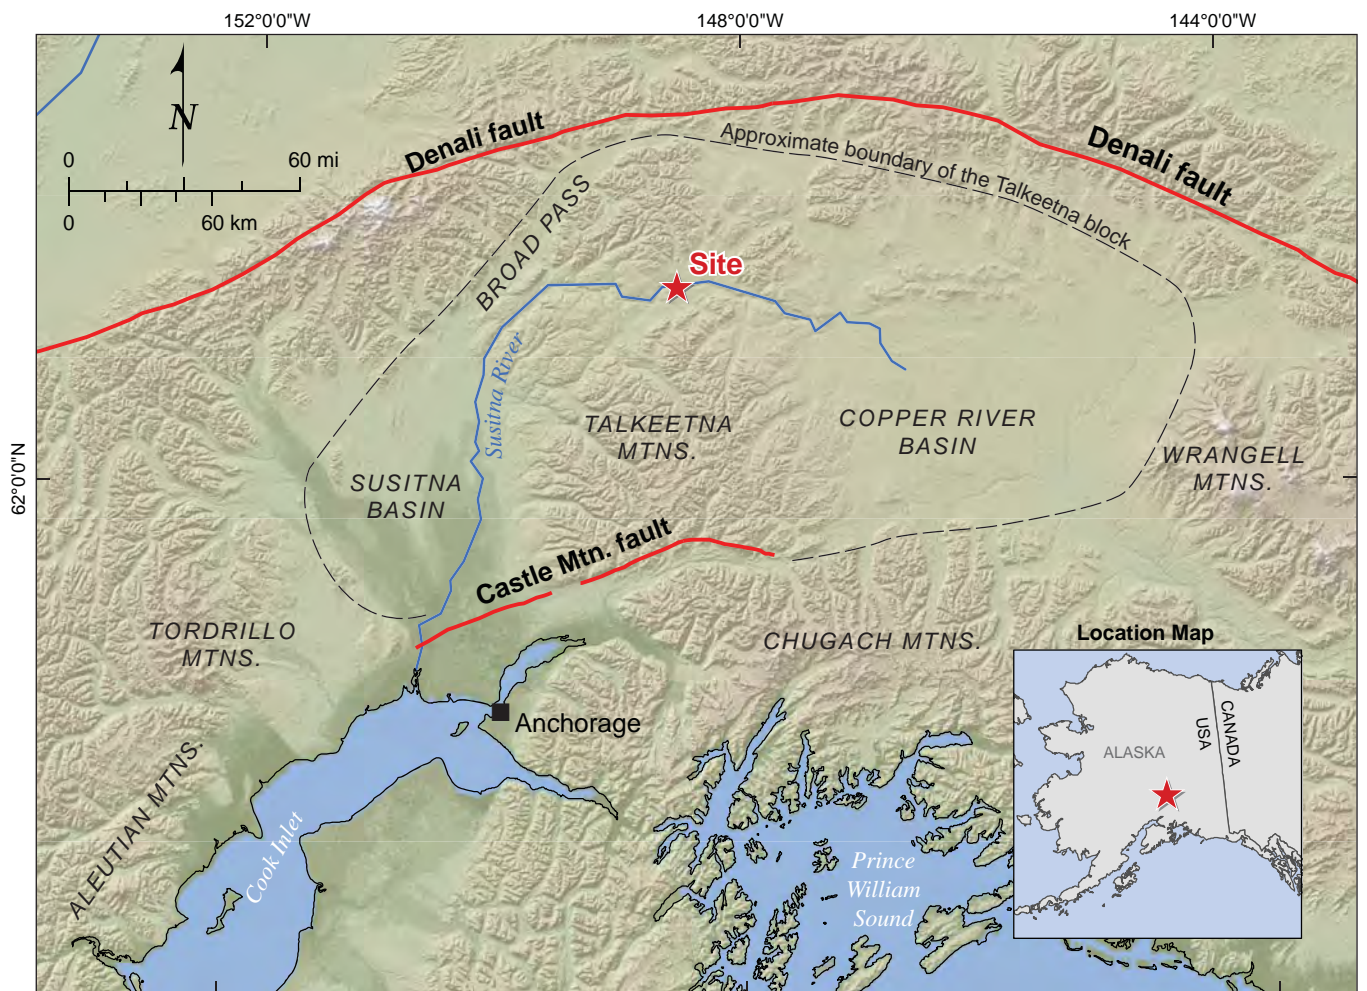 152°0'0"W
148°0'0"W
144°0'0"W
N
0
60 mi
0
60 km
Denali fault
Approximate boundary of the Talkeetna block
Denali fault
BROAD PASS
Site
Susitna River
TALKEETNA
MTNS.
COPPER RIVER
BASIN
WRANGELL
MTNS.
62°0'0"N
SUSITNA
BASIN
Castle Mtn. fault
TORDRILLO
MTNS.
CHUGACH MTNS.
Location Map
Anchorage
ALEUTIAN MTNS.
Cook Inlet
Prince
William
Sound
ALASKA
USA
CANADA